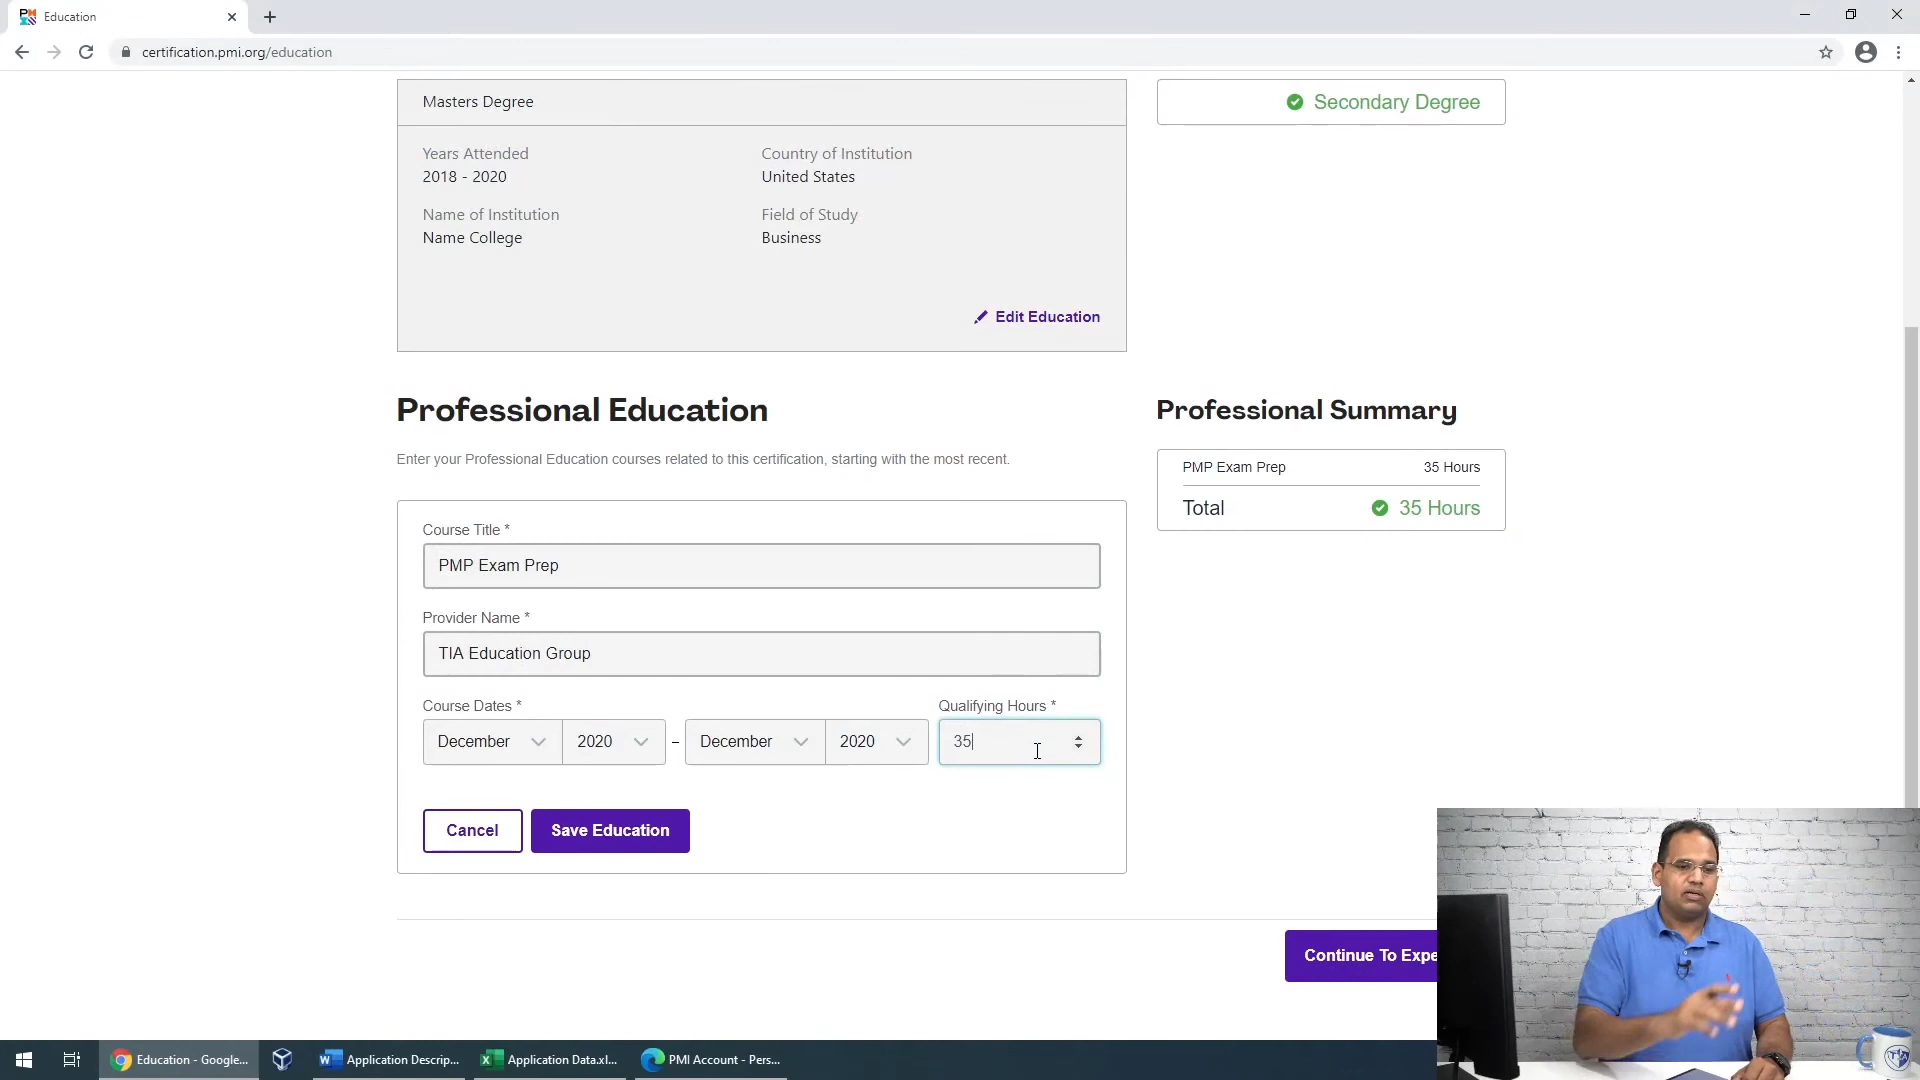 Education
certification.pmi.org/education
Masters Degree
Secondary Degree
Years Attended
2018 - 2020
Country of Institution
United States
Name of Institution
Name College
Field of Study
Business
Edit Education
Professional Education
Enter your Professional Education courses related to this certification, starting with the most recent.
Professional Summary
PMP Exam Prep 35 Hours
Total 35 Hours
Course Title *
PMP Exam Prep
Provider Name *
TIA Education Group
Course Dates *
December 2020 – December 2020
Qualifying Hours *
35
Cancel
Save Education
Continue To Expe
Education - Google...
Application Descrip...
Application Data.xl...
PMI Account - Pers...
TIA